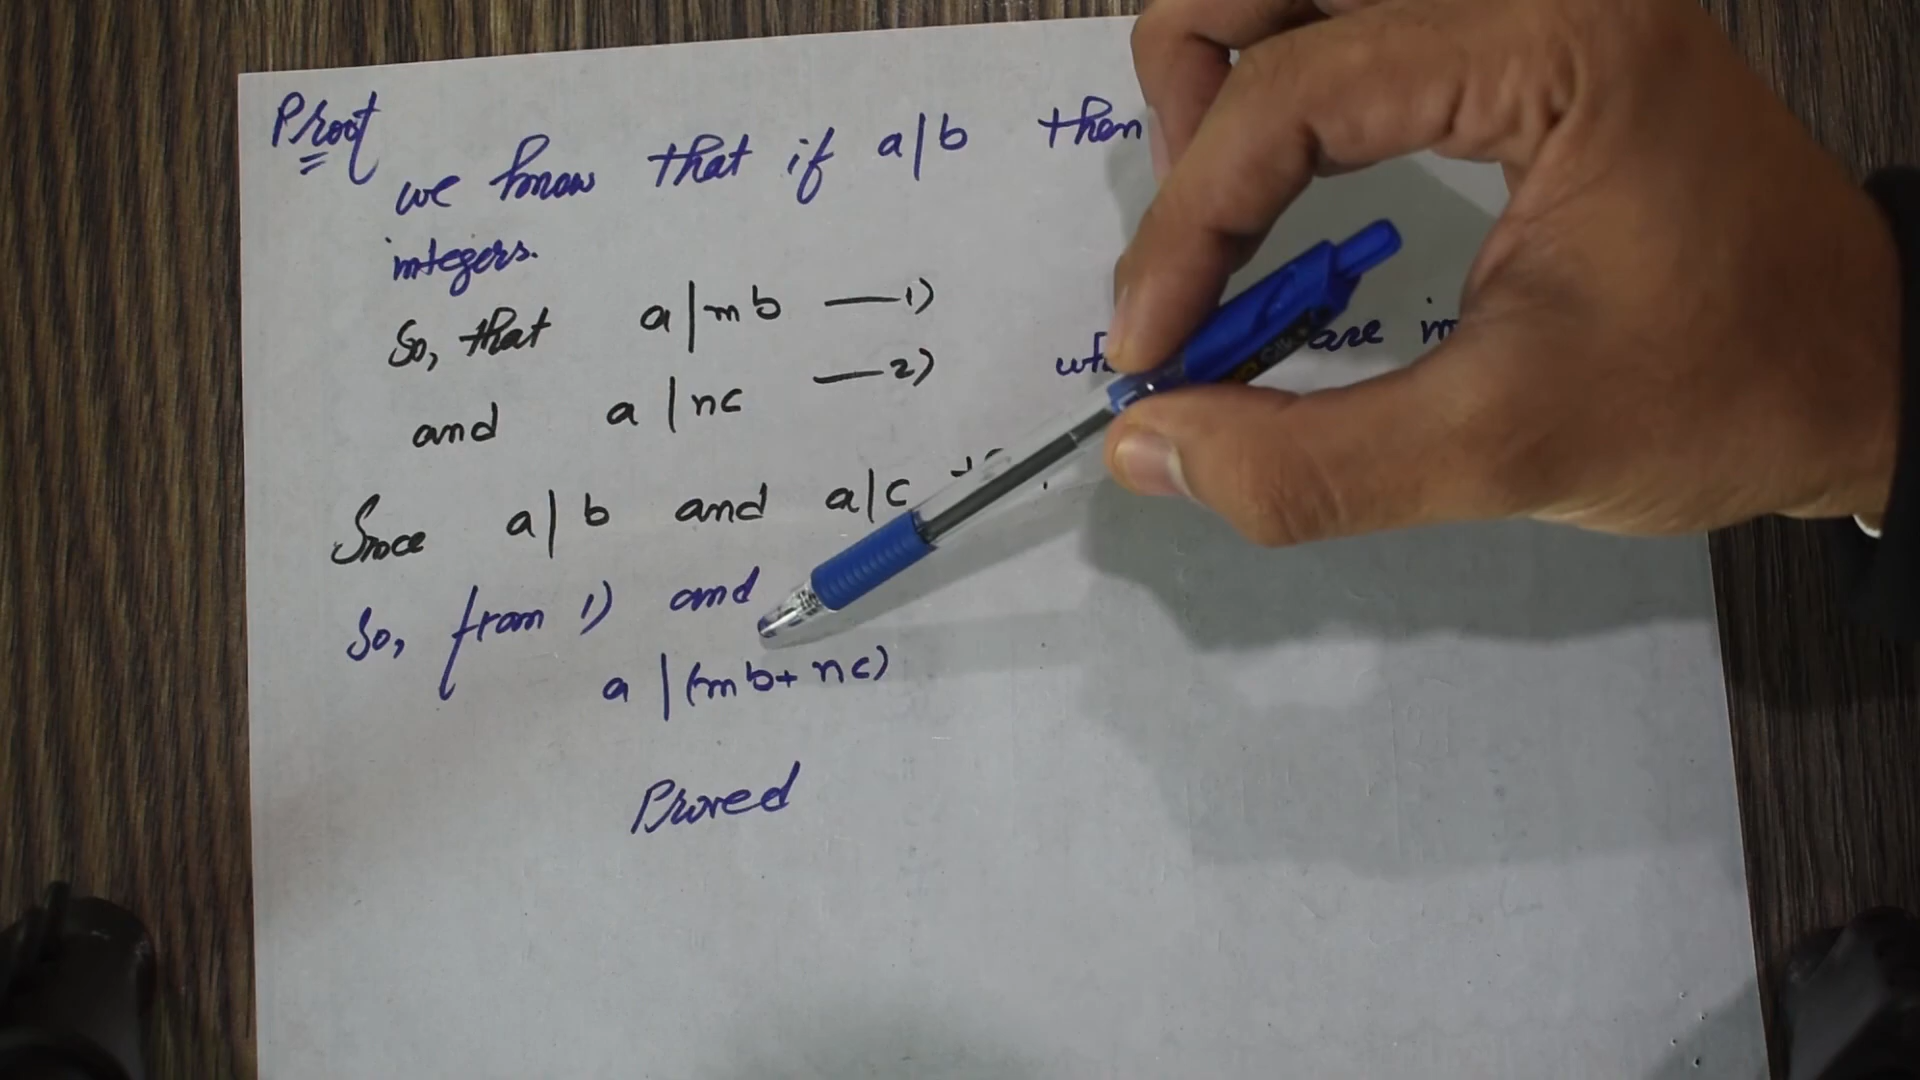 Proof
we know that if a|b then
integers.
So, that a|mb —1)
and a|nc —2) are
Since a|b and a|c
So, from 1) and
a|(mb+nc)
Proved